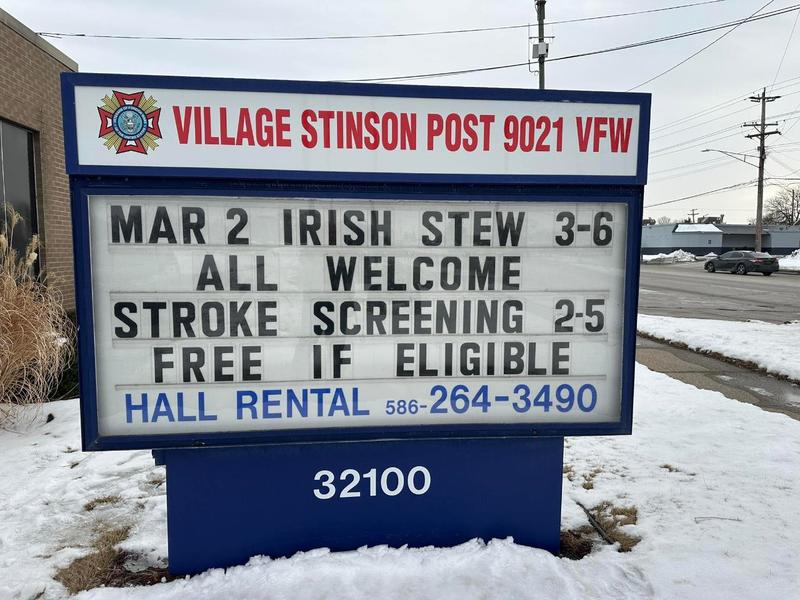 VILLAGE STINSON POST 9021 VFW
MAR 2 IRISH STEW 3-6
ALL WELCOME
STROKE SCREENING 2-5
FREE IF ELIGIBLE
HALL RENTAL 586-264-3490
32100